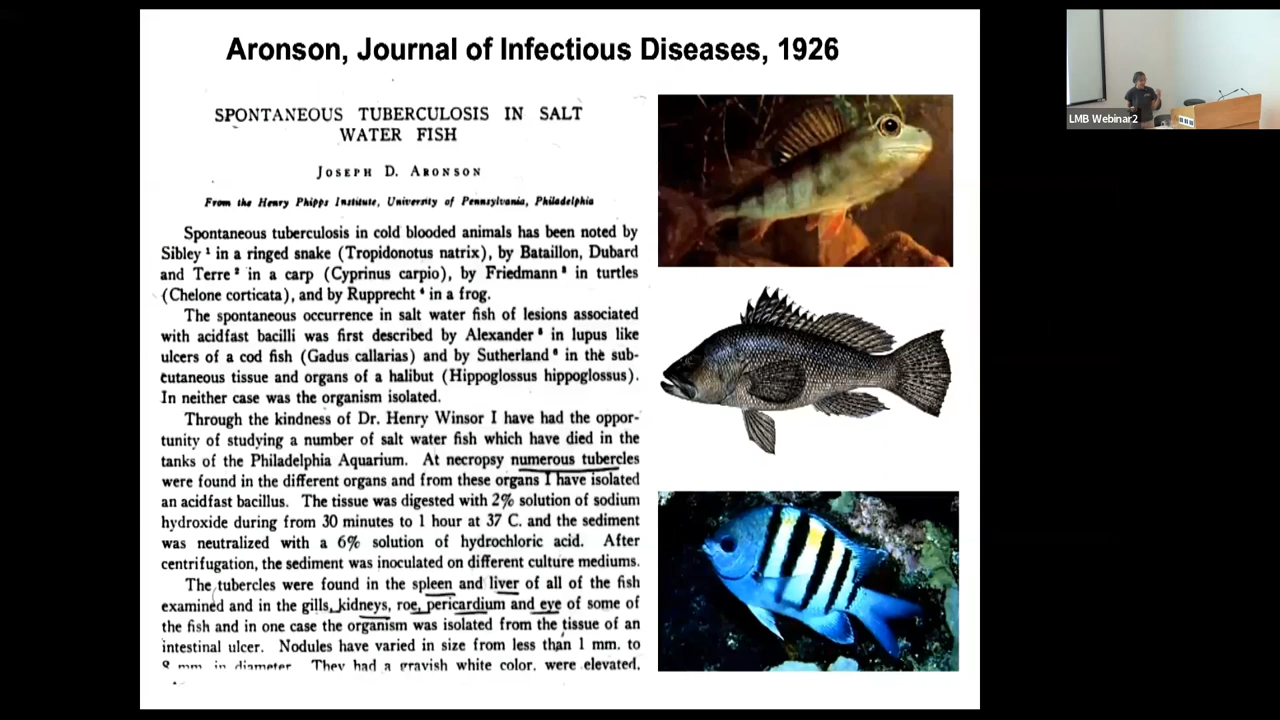 Aronson, Journal of Infectious Diseases, 1926
SPONTANEOUS TUBERCULOSIS IN SALT
WATER FISH
JOSEPH D. ARONSON
From the Henry Phipps Institute, University of Pennsylvania, Philadelphia
Spontaneous tuberculosis in cold blooded animals has been noted by
Sibley 1 in a ringed snake (Tropidonotus natrix), by Bataillon, Dubard
and Terre 2 in a carp (Cyprinus carpio), by Friedmann 3 in turtles
(Chelone corticata), and by Rupprecht 4 in a frog.
The spontaneous occurrence in salt water fish of lesions associated
with acidfast bacilli was first described by Alexander 5 in lupus like
ulcers of a cod fish (Gadus callarias) and by Sutherland 6 in the sub-
cutaneous tissue and organs of a halibut (Hippoglossus hippoglossus).
In neither case was the organism isolated.
Through the kindness of Dr. Henry Winsor I have had the oppor-
tunity of studying a number of salt water fish which have died in the
tanks of the Philadelphia Aquarium. At necropsy numerous tubercles
were found in the different organs and from these organs I have isolated
an acidfast bacillus. The tissue was digested with 2% solution of sodium
hydroxide during from 30 minutes to 1 hour at 37 C. and the sediment
was neutralized with a 6% solution of hydrochloric acid. After
centrifugation, the sediment was inoculated on different culture mediums.
The tubercles were found in the spleen and liver of all of the fish
examined and in the gills, kidneys, roe, pericardium and eye of some of
the fish and in one case the organism was isolated from the tissue of an
intestinal ulcer. Nodules have varied in size from less than 1 mm. to
8 mm. in diameter. They had a grayish white color, were elevated,
LMB Webinar2